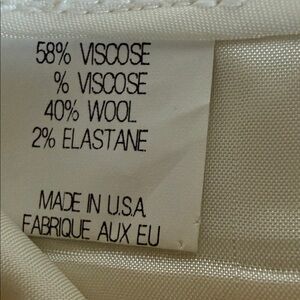 58% VISCOSE
% VISCOSE
40% WOOL
2% ELASTANE
MADE IN U.S.A
FABRIQUE AUX EU